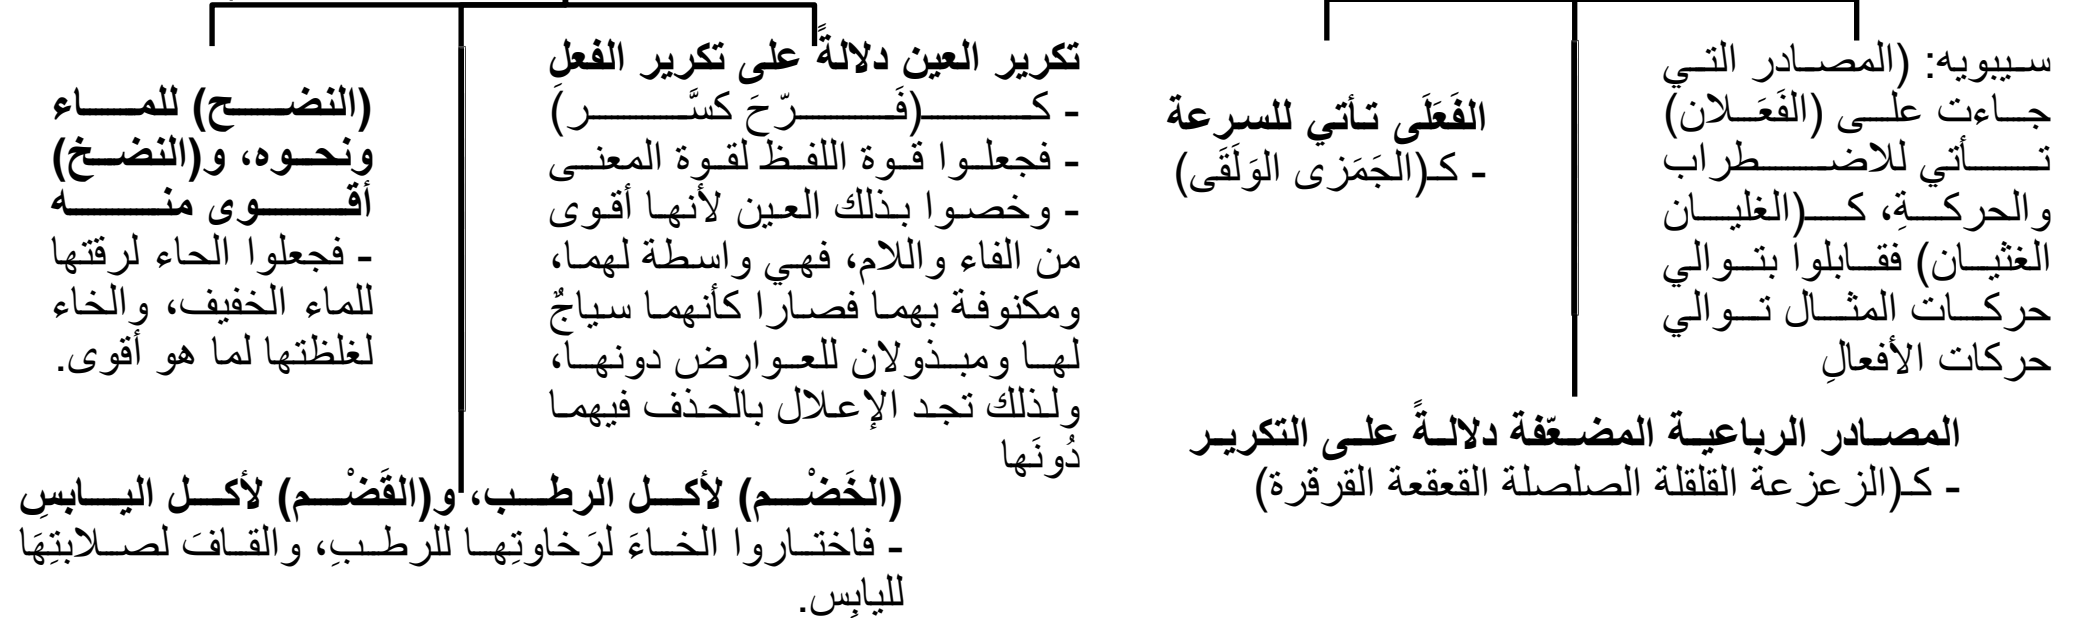 سيبويه: (المصادر التي
جاءت على (الفَعَلان)
تأتي للاضطراب
والحركةِ، كـ(الغليان
الغثيان) فقابلوا بتوالي
حركات المثال توالي
حركات الأفعالِ
الفَعَلَى تأتي للسرعة
- كـ(الجَمَزى الوَلَقَى)
المصادر الرباعية المضعّفة دلالةً على التكرير
- كـ(الزعزعة القلقلة الصلصلة القعقعة القرقرة)
تكرير العين دلالةً على تكرير الفعلِ
- كـ(فَرّحَ كسَّر)
- فجعلوا قوة اللفظ لقوة المعنى
- وخصوا بذلك العين لأنها أقوى
من الفاء واللام، فهي واسطة لهما،
ومكنوفة بهما فصارا كأنهما سياجٌ
لها ومبذولان للعوارض دونها،
ولذلك تجد الإعلال بالحذف فيهما
دُونَها
(النضح) للماء
ونحوه، و(النضخ)
أقوى منه
- فجعلوا الحاء لرقتها
للماء الخفيف، والخاء
لغلظتها لما هو أقوى.
(الخَضْم) لأكل الرطب، و(القَضْم) لأكل اليابسِ
- فاختاروا الخاءَ لرَخاوتِها للرطبِ، والقافَ لصلابتِهَا
لليابِس.